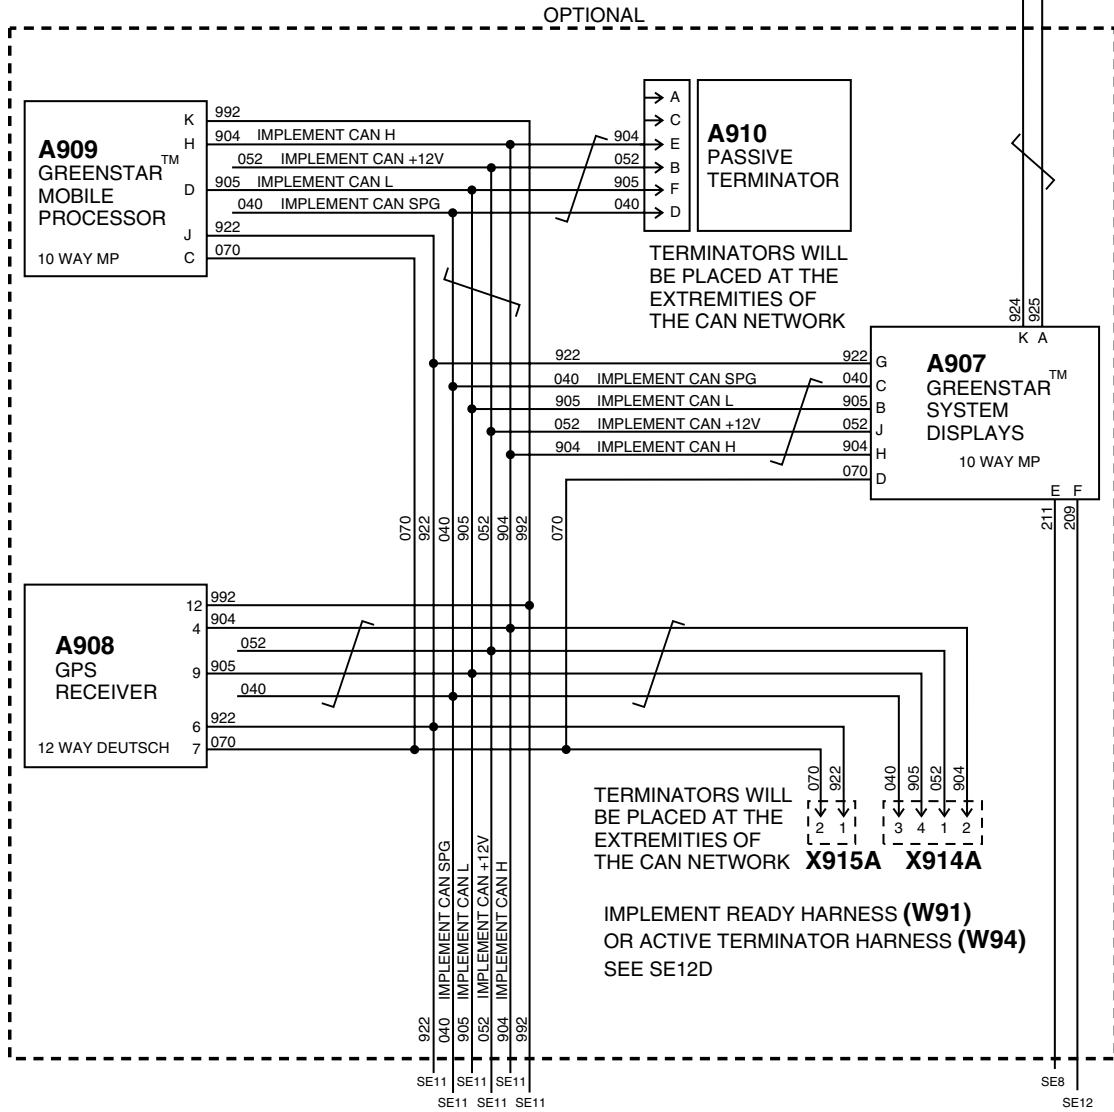 OPTIONAL
A909
GREENSTAR TM
MOBILE
PROCESSOR
10 WAY MP
K 992
H 904 IMPLEMENT CAN H
052 IMPLEMENT CAN +12V
D 905 IMPLEMENT CAN L
040 IMPLEMENT CAN SPG
J 922
C 070
A
C
904 E
052 B
905 F
040 D
A910
PASSIVE
TERMINATOR
TERMINATORS WILL
BE PLACED AT THE
EXTREMITIES OF
THE CAN NETWORK
924 925
K A
922 922 G
040 IMPLEMENT CAN SPG 040 C
905 IMPLEMENT CAN L 905 B
052 IMPLEMENT CAN +12V 052 J
904 IMPLEMENT CAN H 904 H
070 D
A907
GREENSTAR TM
SYSTEM
DISPLAYS
10 WAY MP
E F
211 209
070 922 040 905 052 904 992 070
A908
GPS
RECEIVER
12 WAY DEUTSCH
12 992
4 904
052
9 905
040
6 922
7 070
070 922 040 905 052 904
2 1 3 4 1 2
X915A X914A
TERMINATORS WILL
BE PLACED AT THE
EXTREMITIES OF
THE CAN NETWORK
IMPLEMENT READY HARNESS (W91)
OR ACTIVE TERMINATOR HARNESS (W94)
SEE SE12D
922
040 IMPLEMENT CAN SPG
905 IMPLEMENT CAN L
052 IMPLEMENT CAN +12V
904 IMPLEMENT CAN H
992
SE11 SE11 SE11
SE11 SE11 SE11
SE8
SE12